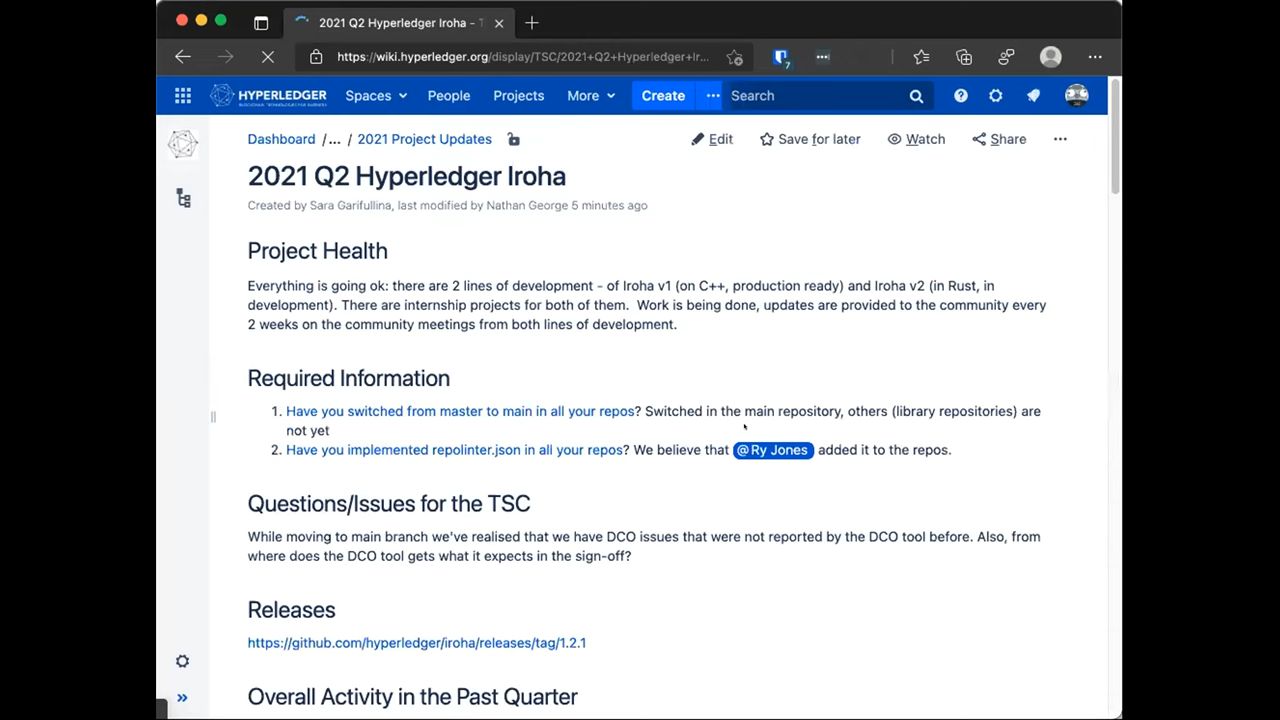 2021 Q2 Hyperledger Iroha - T
https://wiki.hyperledger.org/display/TSC/2021+Q2+Hyperledger+Ir...
7
HYPERLEDGER
Spaces
People
Projects
More
Create
Search
Dashboard /... / 2021 Project Updates
Edit
Save for later
Watch
Share
2021 Q2 Hyperledger Iroha
Created by Sara Garifullina, last modified by Nathan George 5 minutes ago
Project Health
Everything is going ok: there are 2 lines of development - of Iroha v1 (on C++, production ready) and Iroha v2 (in Rust, in
development). There are internship projects for both of them. Work is being done, updates are provided to the community every
2 weeks on the community meetings from both lines of development.
Required Information
1. Have you switched from master to main in all your repos? Switched in the main repository, others (library repositories) are
not yet
2. Have you implemented repolinter.json in all your repos? We believe that @Ry Jones added it to the repos.
Questions/Issues for the TSC
While moving to main branch we've realised that we have DCO issues that were not reported by the DCO tool before. Also, from
where does the DCO tool gets what it expects in the sign-off?
Releases
https://github.com/hyperledger/iroha/releases/tag/1.2.1
Overall Activity in the Past Quarter